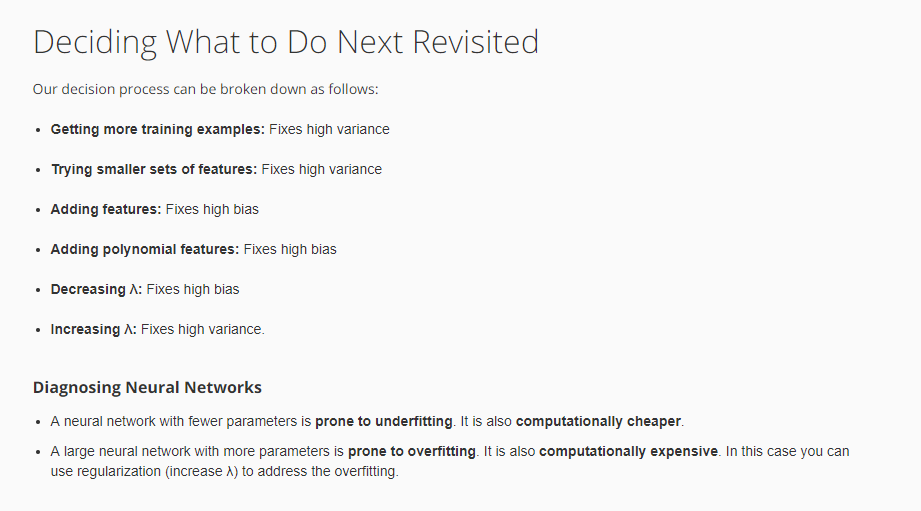 Deciding What to Do Next Revisited
Our decision process can be broken down as follows:
• Getting more training examples: Fixes high variance
• Trying smaller sets of features: Fixes high variance
• Adding features: Fixes high bias
• Adding polynomial features: Fixes high bias
• Decreasing λ: Fixes high bias
• Increasing λ: Fixes high variance.
Diagnosing Neural Networks
• A neural network with fewer parameters is prone to underfitting. It is also computationally cheaper.
• A large neural network with more parameters is prone to overfitting. It is also computationally expensive. In this case you can
use regularization (increase λ) to address the overfitting.